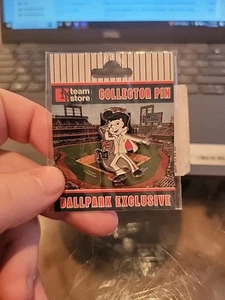 team
store
COLLECTOR PIN
BALLPARK EXCLUSIVE